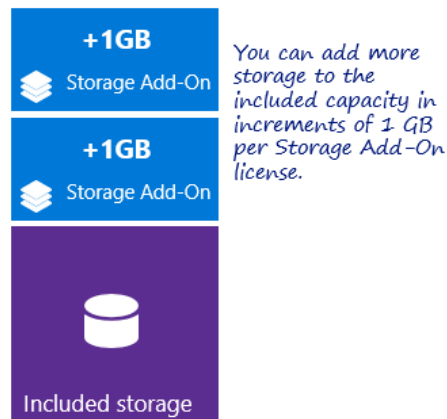 +1GB
Storage Add-On
You can add more
storage to the
included capacity in
increments of 1 GB
per Storage Add-On
license.
+1GB
Storage Add-On
Included storage